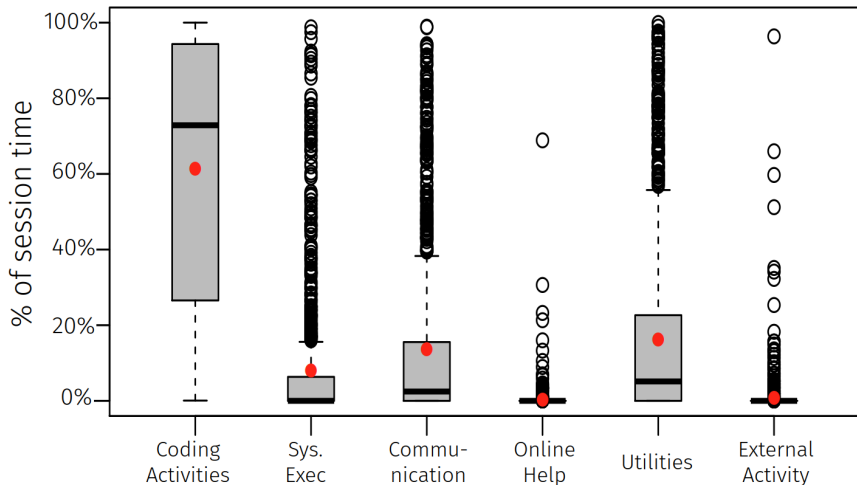 % of session time
100%
80%
60%
40%
20%
0%
Coding
Activities
Sys.
Exec
Commu-
nication
Online
Help
Utilities
External
Activity